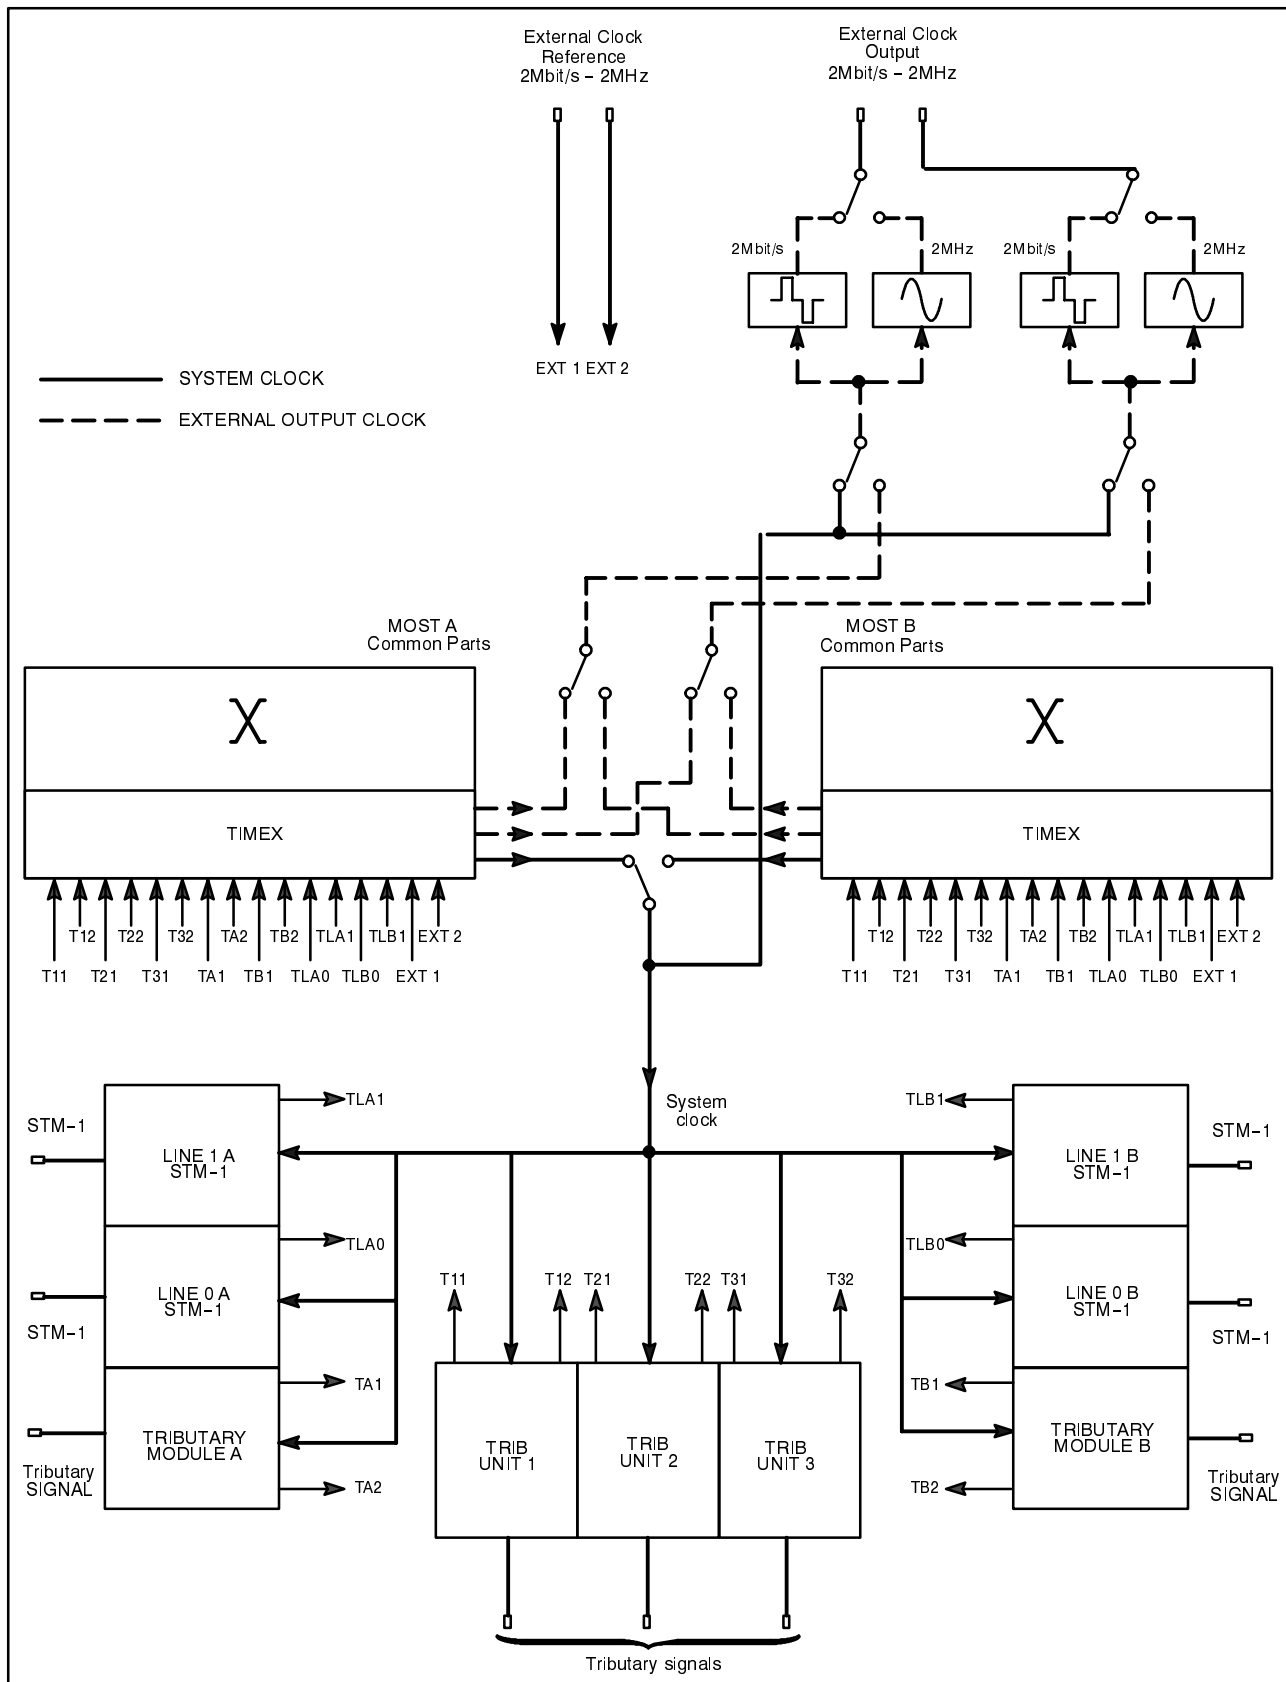 External Clock
Reference
2Mbit/s – 2MHz
External Clock
Output
2Mbit/s – 2MHz
2Mbit/s
2MHz
2Mbit/s
2MHz
EXT 1 EXT 2
SYSTEM CLOCK
EXTERNAL OUTPUT CLOCK
MOST A
Common Parts
MOST B
Common Parts
TIMEX
TIMEX
T12 T22 T32 TA2 TB2 TLA1 TLB1 EXT 2
T11 T21 T31 TA1 TB1 TLA0 TLB0 EXT 1
T12 T22 T32 TA2 TB2 TLA1 TLB1 EXT 2
T11 T21 T31 TA1 TB1 TLA0 TLB0 EXT 1
System
clock
STM–1
LINE 1 A
STM–1
TLA1
TLB1
LINE 1 B
STM–1
STM–1
STM–1
LINE 0 A
STM–1
TLA0
TLB0
LINE 0 B
STM–1
STM–1
T11
T12
T21
T22
T31
T32
TA1
TB1
TRIBUTARY
MODULE A
TRIBUTARY
MODULE B
TRIB
UNIT 1
TRIB
UNIT 2
TRIB
UNIT 3
TA2
TB2
Tributary
SIGNAL
Tributary
SIGNAL
Tributary signals